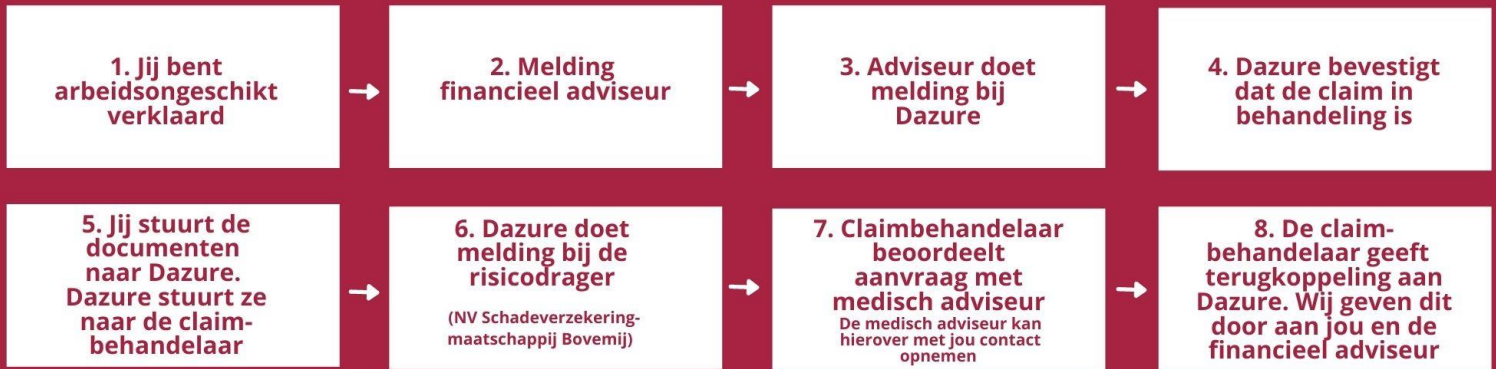 1. Jij bent
arbeidsongeschikt
verklaard
2. Melding
financieel adviseur
3. Adviseur doet
melding bij
Dazure
4. Dazure bevestigt
dat de claim in
behandeling is
5. Jij stuurt de
documenten
naar Dazure.
Dazure stuurt ze
naar de claim-
behandelaar
6. Dazure doet
melding bij de
risicodrager
(NV Schadeverzekering-
maatschappij Bovemij)
7. Claimbehandelaar
beoordeelt
aanvraag met
medisch adviseur
De medisch adviseur kan
hierover met jou contact
opnemen
8. De claim-
behandelaar geeft
terugkoppeling aan
Dazure. Wij geven dit
door aan jou en de
financieel adviseur